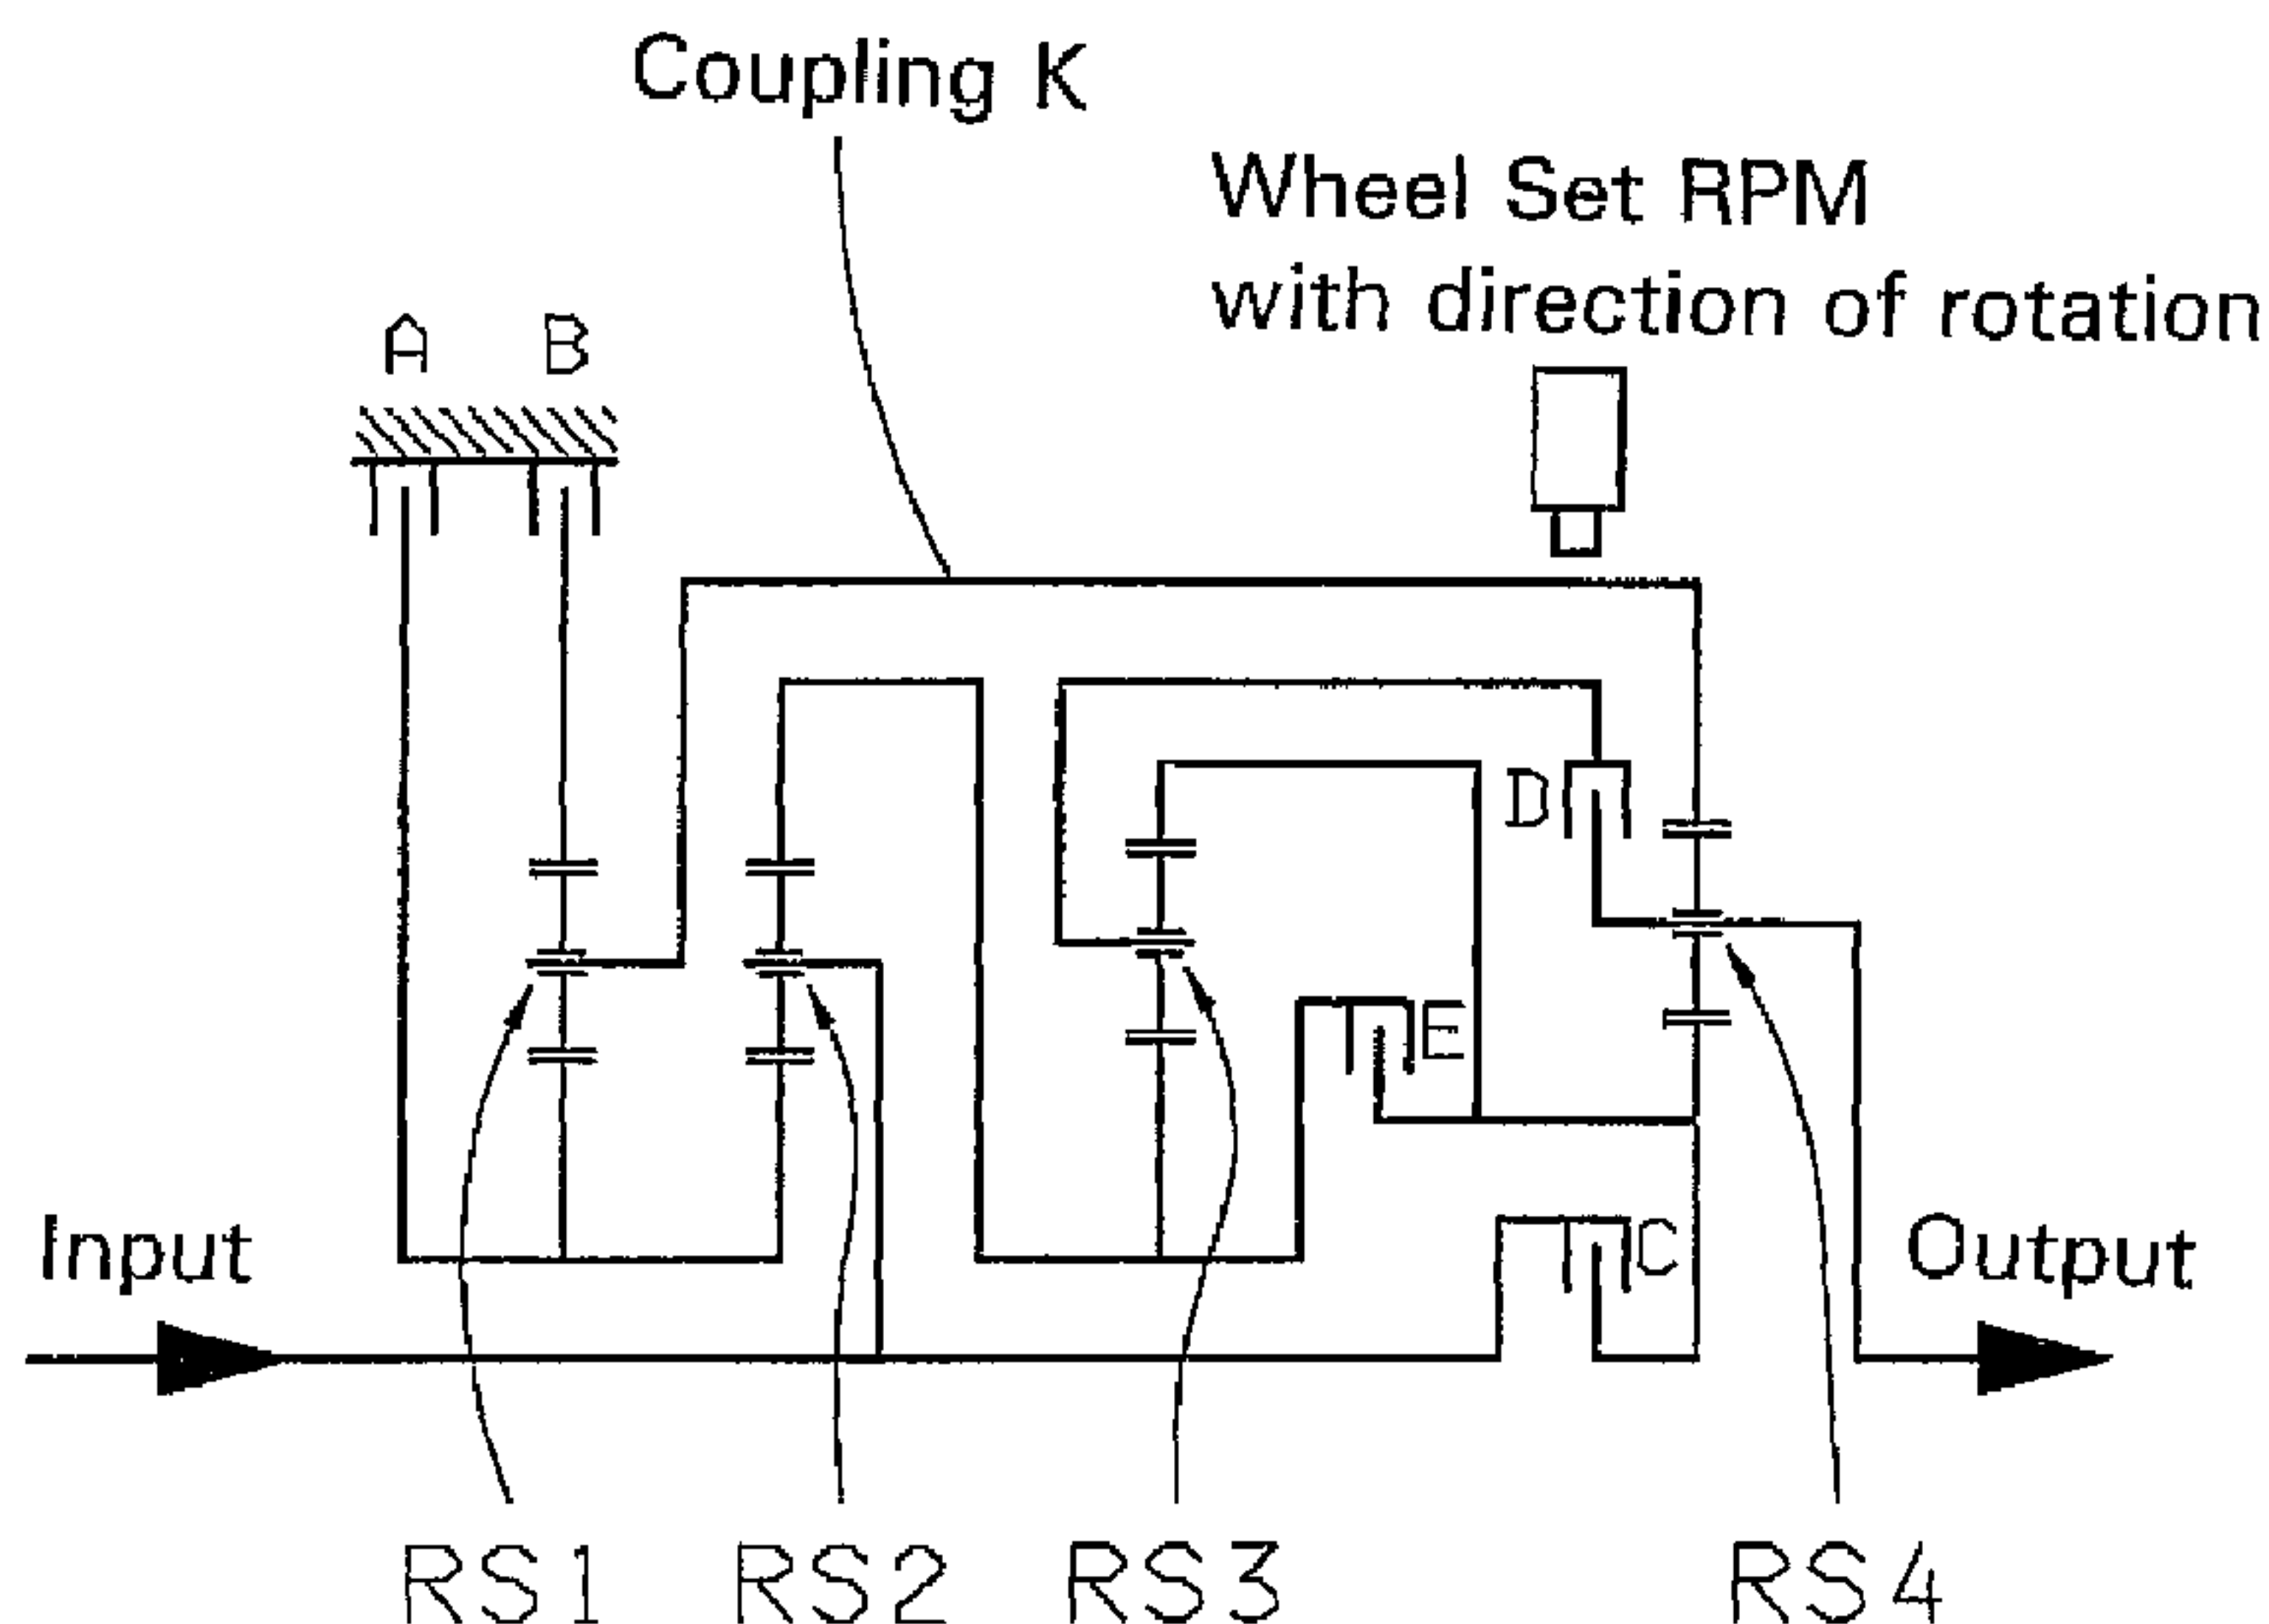 Coupling K
Wheel Set RPM
with direction of rotation
A
B
D
E
C
Input
Output
RS1
RS2
RS3
RS4